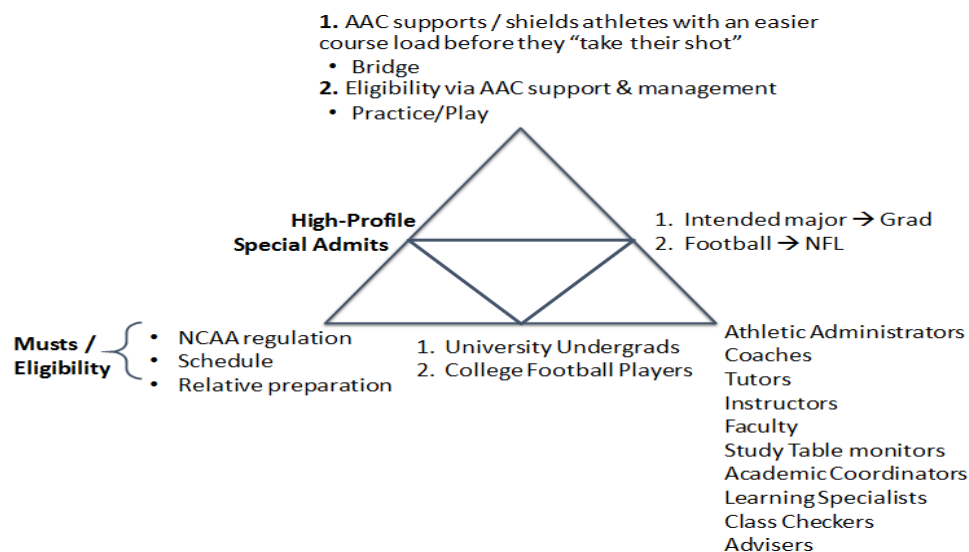 1. AAC supports / shields athletes with an easier
course load before they “take their shot”
• Bridge
2. Eligibility via AAC support & management
• Practice/Play
High-Profile
Special Admits
1. Intended major → Grad
2. Football → NFL
Musts /
Eligibility
• NCAA regulation
• Schedule
• Relative preparation
1. University Undergrads
2. College Football Players
Athletic Administrators
Coaches
Tutors
Instructors
Faculty
Study Table monitors
Academic Coordinators
Learning Specialists
Class Checkers
Advisers